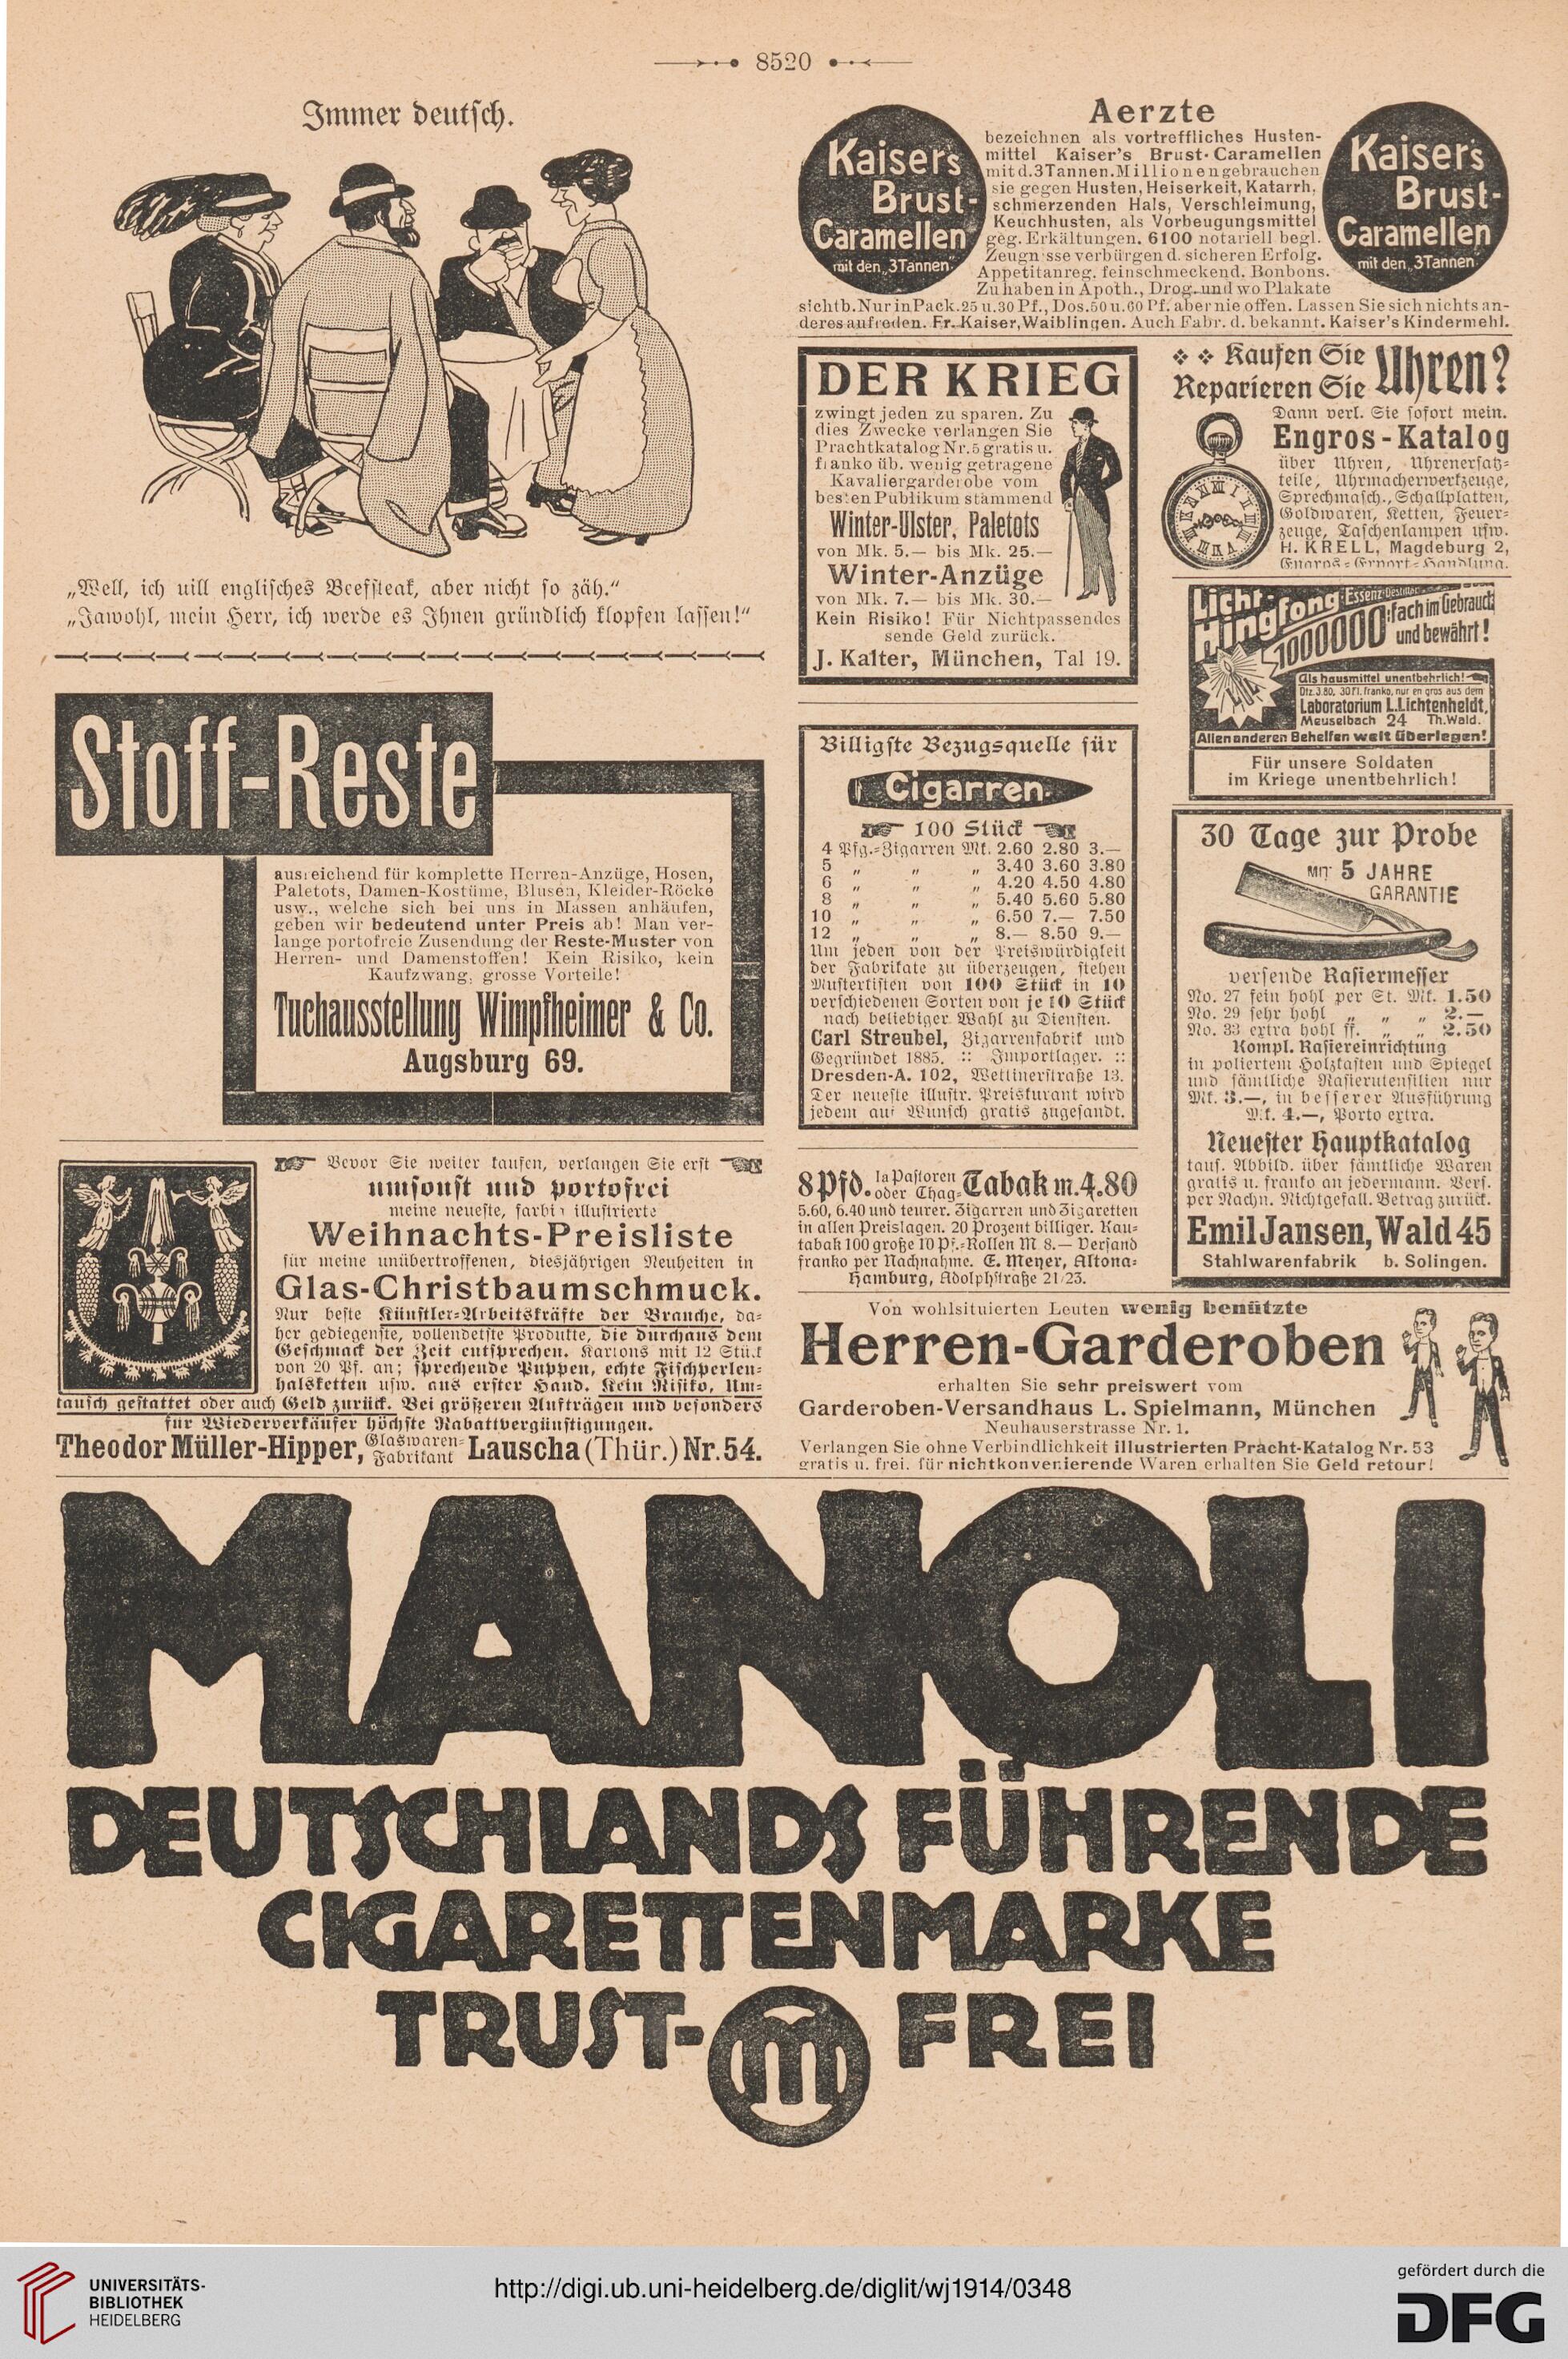 8520
Immer deutsch.
„Well, ich uill englisches Beefsteak, aber nicht so zäh.“
„Jawohl, mein Herr, ich werde es Ihnen gründlich klopfen lassen!“
Stoff-Reste
ausreichend für komplette Herren-Anzüge, Hosen,
Paletots, Damen-Kostüme, Blusen, Kleider-Röcke
usw., welche sich bei uns in Massen anhäufen,
geben wir bedeutend unter Preis ab! Man ver-
lange portofreie Zusendung der Reste-Muster von
Herren- und Damenstoffen! Kein Risiko, kein
Kaufzwang, grosse Vorteile!
Tuchausstellung Wimpfheimer & Co.
Augsburg 69.
Bevor Sie weiter kaufen, verlangen Sie erst
umsonst und portofrei
meine neueste, farbig illustrierte
Weihnachts-Preisliste
für meine unübertroffenen, diesjährigen Neuheiten in
Glas-Christbaumschmuck.
Nur beste Künstler-Arbeitskräfte der Branche, da-
her gediegenste, vollendetste Produkte, die durchaus dem
Geschmack der Zeit entsprechen. Kartons mit 12 Stück
von 20 Pf. an; sprechende Puppen, echte Fischperlen-
halsketten usw. aus erster Hand. Kein Risiko, Um-
tausch gestattet oder auch Geld zurück. Bei größeren Aufträgen und besonders
für Wiederverkäufer höchste Rabattvergünstigungen.
Theodor Müller-Hipper, Glaswaren-Fabrikant Lauscha (Thür.) Nr. 54.
Kaiser's
Brust-
Caramellen
mit den „3Tannen“
Aerzte
bezeichnen als vortreffliches Husten-
mittel Kaiser's Brust-Caramellen
mit d. 3 Tannen. Millionen gebrauchen
sie gegen Husten, Heiserkeit, Katarrh,
schmerzenden Hals, Verschleimung,
Keuchhusten, als Vorbeugungsmittel
geg. Erkältungen. 6100 notariell begl.
Zeugnisse verbürgen d. sicheren Erfolg.
Appetitanreg. feinschmeckend. Bonbons.
Zu haben in Apoth., Drog. und wo Plakate
sichtb. Nur in Pack. 25 u. 30 Pf., Dos. 50 u. 60 Pf. aber nie offen. Lassen Sie sich nichts an-
deres aufreden. Fr. Kaiser, Waiblingen. Auch Fabr. d. bekannt. Kaiser's Kindermehl.
Kaiser's
Brust-
Caramellen
mit den „3Tannen“
DER KRIEG
zwingt jeden zu sparen. Zu
dies Zwecke verlangen Sie
Prachtkatalog Nr. 5 gratis u.
franko üb. wenig getragene
Kavaliergarderobe vom
besten Publikum stammend
Winter-Ulster, Paletots
von Mk. 5.— bis Mk. 25.—
Winter-Anzüge
von Mk. 7.— bis Mk. 30.—
Kein Risiko! Für Nichtpassendes
sende Geld zurück.
J. Kalter, München, Tal 19.
Kaufen Sie
Reparieren Sie Uhren?
Dann verl. Sie sofort mein.
Engros-Katalog
über Uhren, Uhrenersatz-
teile, Uhrmacherwerkzeuge,
Sprechmasch., Schallplatten,
Goldwaren, Ketten, Feuer-
zeuge, Taschenlampen usw.
H. KRELL, Magdeburg 2,
Engros-Export-Handlung.
Licht-
Hingfong Essenz-Destillat
1000000 fach im Gebrauch
und bewährt!
LHL
Als hausmittel unentbehrlich!
Dtz. 3.80, 30 Fl. franko, nur en gros aus dem
Laboratorium L. Lichtenheldt,
Meuselbach 24 Th. Wald.
Allen anderen Behelfen weit überlegen!
Für unsere Soldaten
im Kriege unentbehrlich!
Billigste Bezugsquelle für
Cigarren.
100 Stück
4 Pfg.-Zigarren Mk. 2.60 2.80 3.—
5 „ „ „ 3.40 3.60 3.80
6 „ „ „ 4.20 4.50 4.80
8 „ „ „ 5.40 5.60 5.80
10 „ „ „ 6.50 7.— 7.50
12 „ „ „ 8.— 8.50 9.—
Um jeden von der Preiswürdigkeit
der Fabrikate zu überzeugen, stehen
Musterkisten von 100 Stück in 10
verschiedenen Sorten von je 10 Stück
nach beliebiger Wahl zu Diensten.
Carl Streubel, Zigarrenfabrik und
Gegründet 1885. :: Importlager. ::
Dresden-A. 102, Wettinerstraße 13.
Der neueste illustr. Preiskurant wird
jedem auf Wunsch gratis zugesandt.
30 Tage zur Probe
MIT 5 JAHRE
GARANTIE
versende Rasiermesser
No. 27 fein hohl per St. Mk. 1.50
No. 29 sehr hohl „ „ „ 2.—
No. 33 extra hohl ff. „ „ 2.50
Kompl. Rasiereinrichtung
in poliertem Holzkasten und Spiegel
und sämtliche Rasierutensilien nur
Mk. 3.—, in besserer Ausführung
Mk. 4.—, Porto extra.
Neuester Hauptkatalog
tauf. Abbild. über sämtliche Waren
gratis u. franko an jedermann. Vers.
per Nachn. Nichtgefall. Betrag zurück.
Emil Jansen, Wald 45
Stahlwarenfabrik b. Solingen.
8 Pfd. la Pastoren oder Chag- Tabak m. 4.80
5.60, 6.40 und teurer. Zigarren und Zigaretten
in allen Preislagen. 20 Prozent billiger. Kau-
tabak 100 große 10 Pf.-Rollen M 8.— Versand
franko per Nachnahme. E. Meyer, Altona-
Hamburg, Adolphstraße 21/23.
Von wohlsituierten Leuten wenig benützte
Herren-Garderoben
erhalten Sie sehr preiswert vom
Garderoben-Versandhaus L. Spielmann, München
Neuhauserstrasse Nr. 1.
Verlangen Sie ohne Verbindlichkeit illustrierten Pracht-Katalog Nr. 53
gratis u. frei. für nichtkonvenierende Waren erhalten Sie Geld retour!
MANOLI
DEUTSCHLANDS FÜHRENDE
CIGARETTENMARKE
TRUST-M FREI
UNIVERSITÄTS-
BIBLIOTHEK
HEIDELBERG
http://digi.ub.uni-heidelberg.de/diglit/wj1914/0348
gefördert durch die
DFG